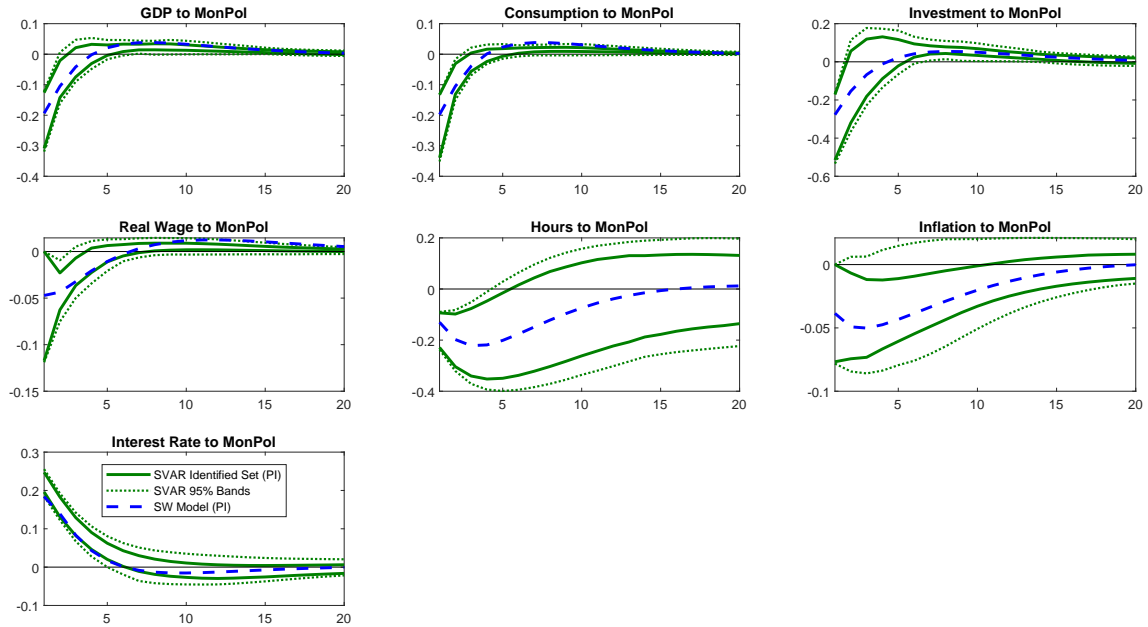 GDP to MonPol
0.1
0
-0.1
-0.2
-0.3
-0.4
5 10 15 20
Consumption to MonPol
0.1
0
-0.1
-0.2
-0.3
-0.4
5 10 15 20
Investment to MonPol
0.2
0
-0.2
-0.4
-0.6
5 10 15 20
Real Wage to MonPol
0
-0.05
-0.1
-0.15
5 10 15 20
Hours to MonPol
0.2
0
-0.2
-0.4
5 10 15 20
Inflation to MonPol
0
-0.05
-0.1
5 10 15 20
Interest Rate to MonPol
0.3
0.2
0.1
0
-0.1
5 10 15 20
SVAR Identified Set (PI)
SVAR 95% Bands
SW Model (PI)